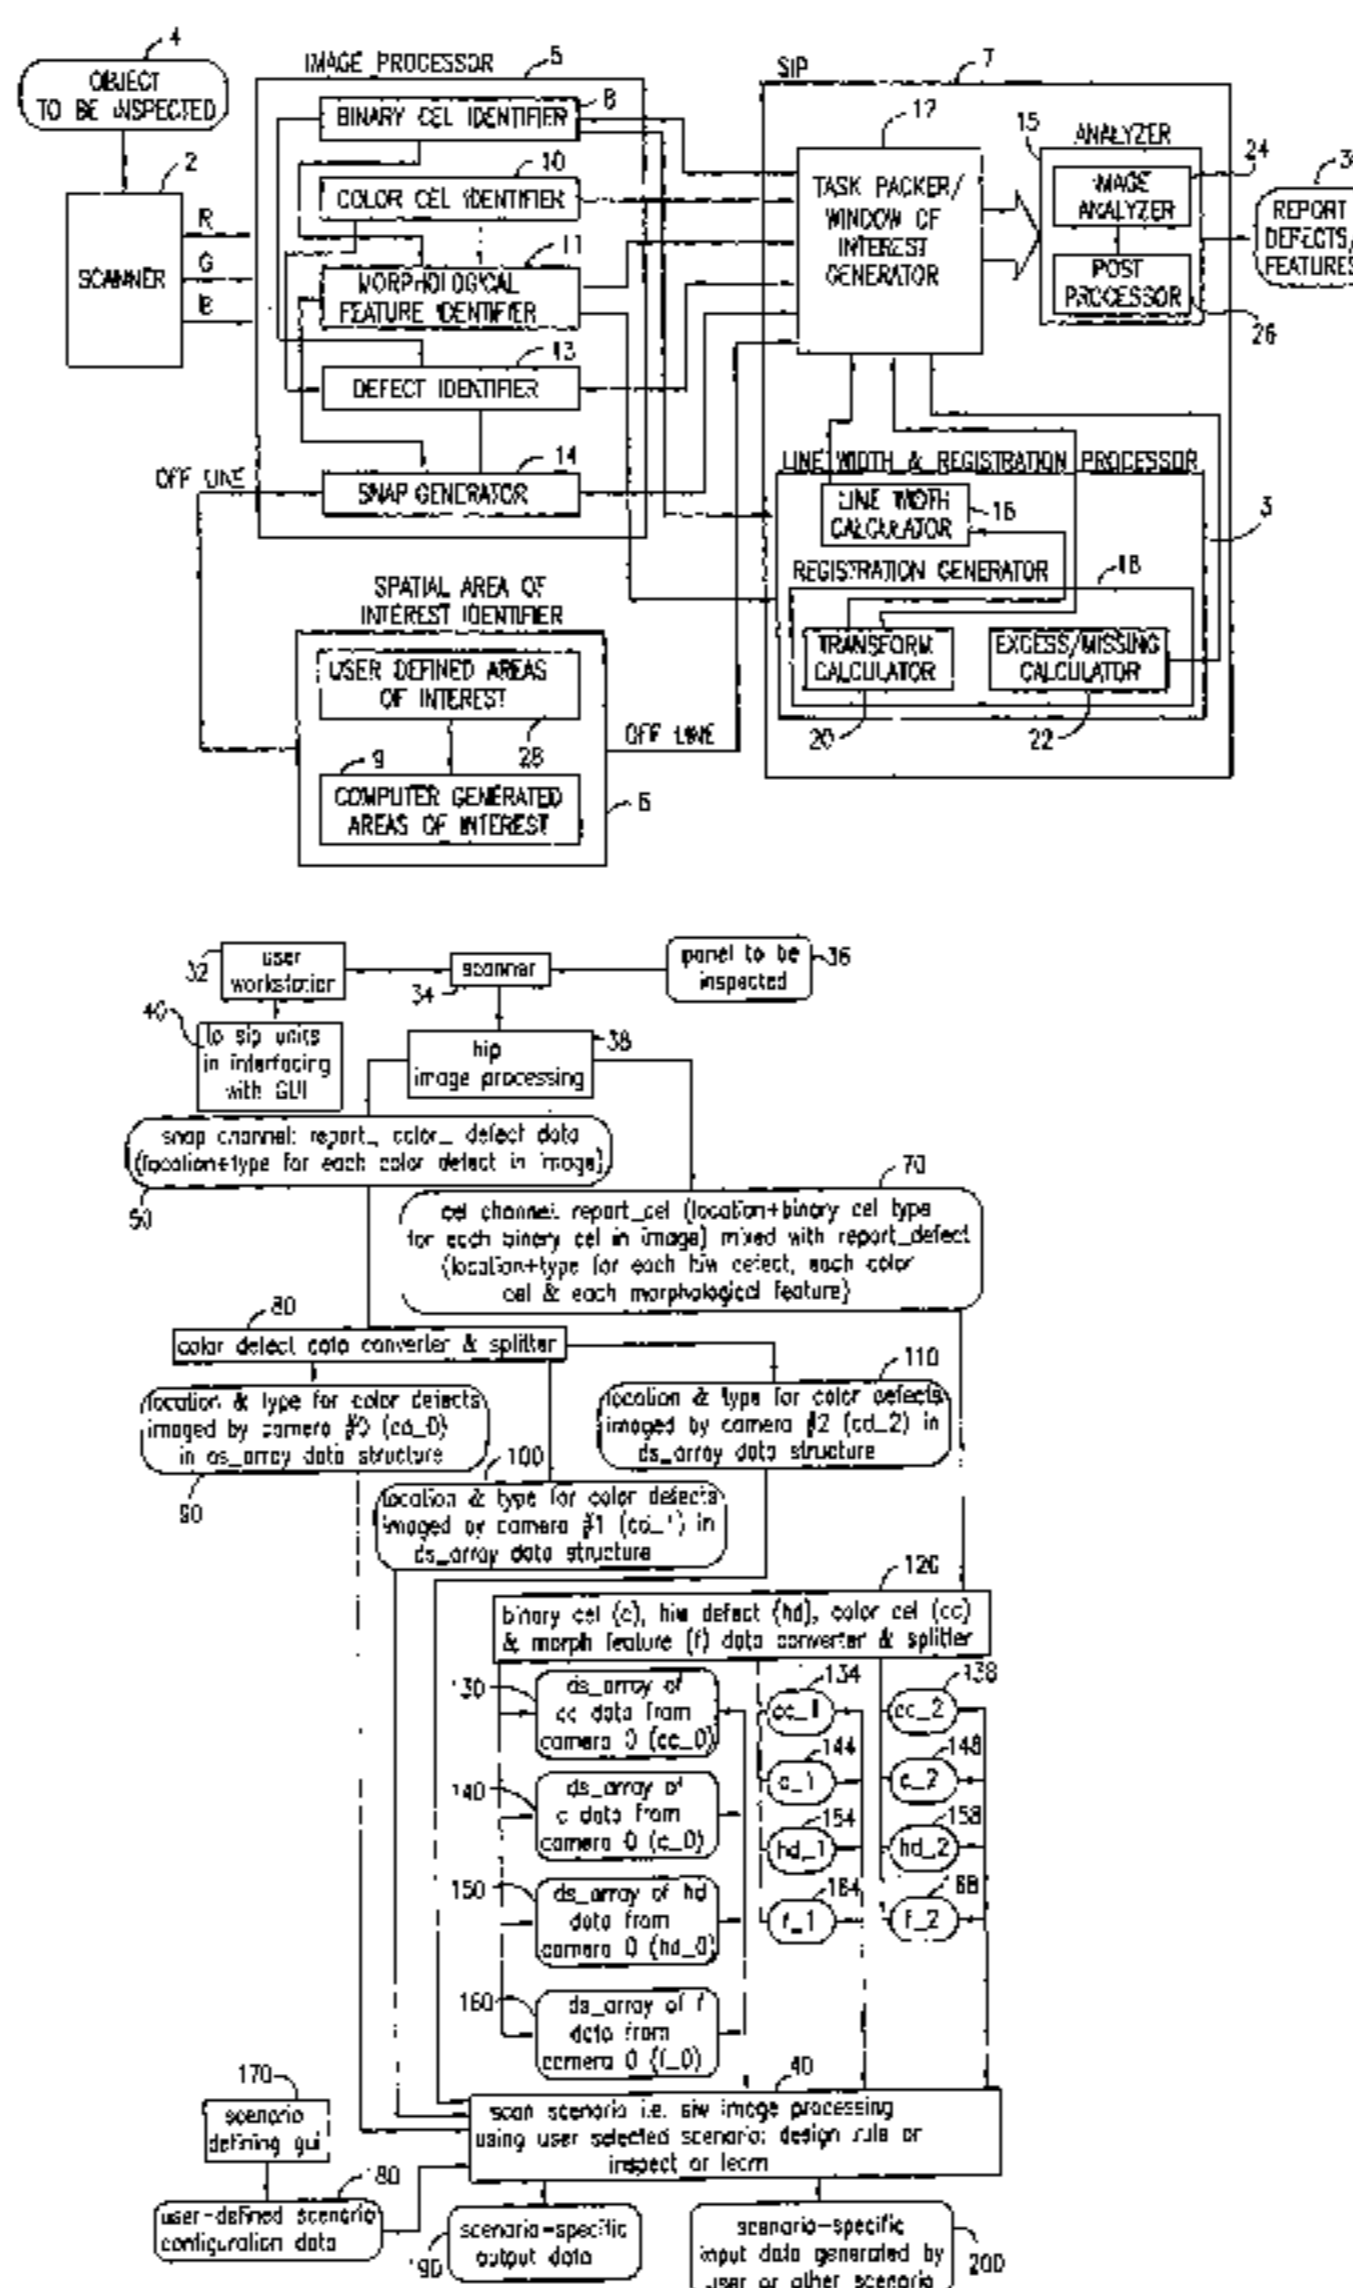 4
OBJECT
TO BE INSPECTED
2
SCANNER
R
G
B
IMAGE PROCESSOR
5
BINARY CEL IDENTIFIER
8
COLOR CEL IDENTIFIER
10
MORPHOLOGICAL
FEATURE IDENTIFIER
11
DEFECT IDENTIFIER
13
SNAP GENERATOR
14
OFF LINE
SIP
7
TASK PACKER/
WINDOW OF
INTEREST
GENERATOR
ANALYZER
15
IMAGE
ANALYZER
24
POST
PROCESSOR
26
REPORT
DEFECTS/
FEATURES
LINE WIDTH & REGISTRATION PROCESSOR
3
LINE WIDTH
CALCULATOR
16
REGISTRATION GENERATOR
18
TRANSFORM
CALCULATOR
20
EXCESS/MISSING
CALCULATOR
22
SPATIAL AREA OF
INTEREST IDENTIFIER
USER DEFINED AREAS
OF INTEREST
28
9
COMPUTER GENERATED
AREAS OF INTEREST
6
OFF LINE
32
user
workstation
scanner
34
panel to be
inspected
36
40
to sip units
in interfacing
with GUI
hip
image processing
38
snap channel: report_ color_ defect data
(location+type for each color defect in image)
70
cel channel: report_cel (location+binary cel type
for each binary cel in image) mixed with report_defect
(location+type for each hiw defect, each color
cel & each morphological feature)
80
color defect data converter & splitter
location & type for color defects
imaged by camera #0 (cd_0)
in ds_array data structure
90
110
location & type for color defects
imaged by camera #2 (cd_2) in
ds_array data structure
100
location & type for color defects
imaged by camera #1 (cd_1) in
ds_array data structure
120
binary cel (c), hiw defect (hd), color cel (cc)
& morph feature (f) data converter & splitter
130
ds_array of
cc data from
camera 0 (cc_0)
134
cc_1
138
cc_2
140
ds_array of
c data from
camera 0 (c_0)
144
c_1
148
c_2
150
ds_array of hd
data from
camera 0 (hd_0)
154
hd_1
158
hd_2
160
ds_array of f
data from
camera 0 (f_0)
164
f_1
168
f_2
40
scan scenario i.e. siw image processing
using user selected scenario: design rule or
inspect or learn
170
scenario
defining gui
180
user-defined scenario
configuration data
190
scenario-specific
output data
scenario-specific
input data generated by
user or other scenario
200